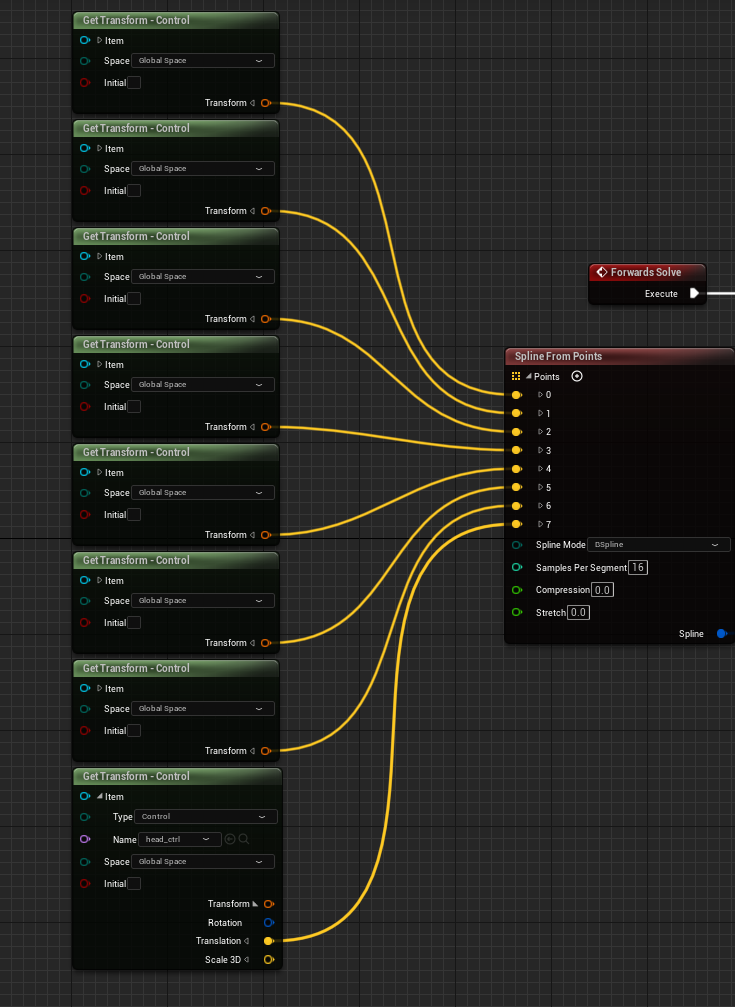 Get Transform - Control
Item
Space Global Space
Initial
Transform
Get Transform - Control
Item
Space Global Space
Initial
Transform
Get Transform - Control
Item
Space Global Space
Initial
Transform
Get Transform - Control
Item
Space Global Space
Initial
Transform
Get Transform - Control
Item
Space Global Space
Initial
Transform
Get Transform - Control
Item
Space Global Space
Initial
Transform
Get Transform - Control
Item
Space Global Space
Initial
Transform
Get Transform - Control
Item
Type Control
Name head_ctrl
Space Global Space
Initial
Transform
Rotation
Translation
Scale 3D
Forwards Solve
Execute
Spline From Points
Points
0
1
2
3
4
5
6
7
Spline Mode BSpline
Samples Per Segment 16
Compression 0.0
Stretch 0.0
Spline